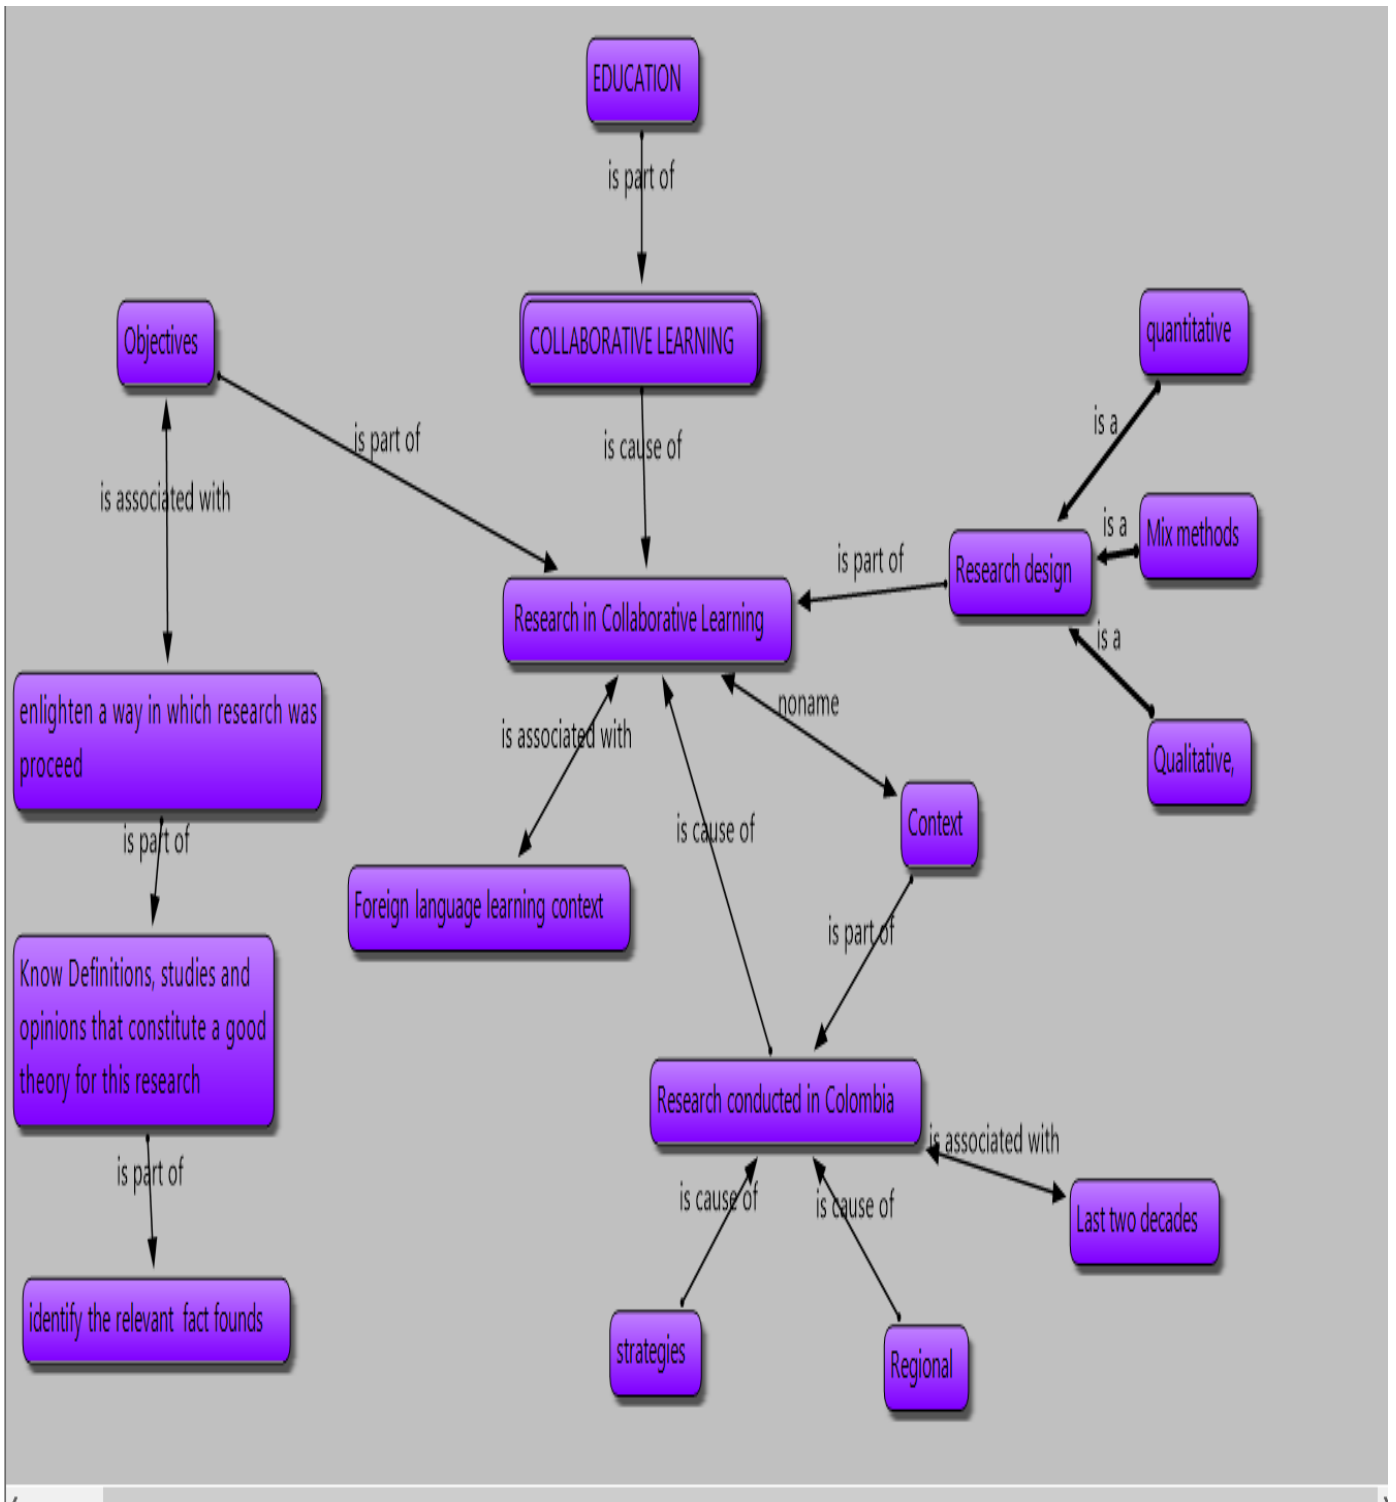 EDUCATION
is part of
Objectives
COLLABORATIVE LEARNING
quantitative
is part of
is cause of
is a
is associated with
Mix methods
is a
is part of
Research design
Research in Collaborative Learning
is a
enlighten a way in which research was
proceed
is associated with
noname
Qualitative,
is part of
is cause of
Context
Foreign language learning context
is part of
Know Definitions, studies and
opinions that constitute a good
theory for this research
Research conducted in Colombia
is associated with
is part of
is cause of
is cause of
Last two decades
identify the relevant  fact founds
strategies
Regional